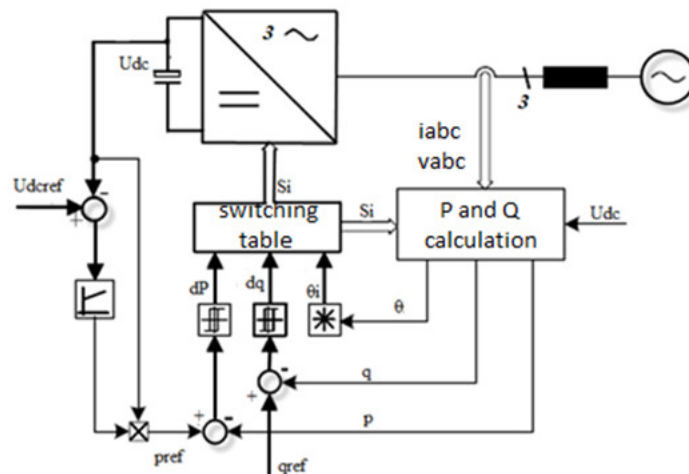 3
Udc
3
iabc
vabc
Udcref
-
+
Si
switching
table
Si
P and Q
calculation
Udc
dP
dq
θi
θ
-
+
q
+
-
p
pref
qref